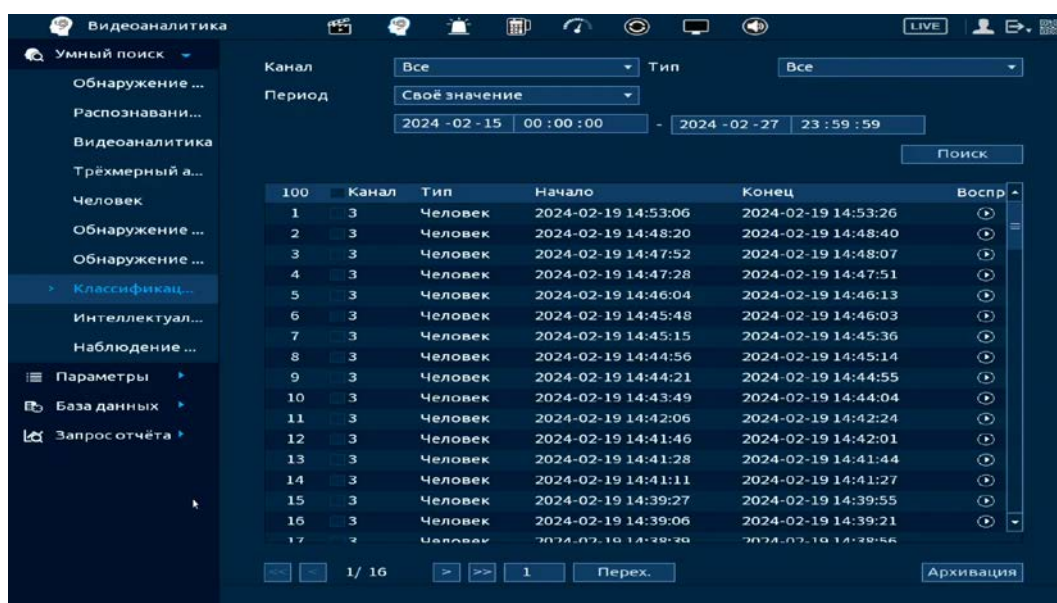 Видеоаналитика
LIVE
Умный поиск
Обнаружение ...
Распознавани...
Видеоаналитика
Трёхмерный а...
Человек
Обнаружение ...
Обнаружение ...
Классификац...
Интеллектуал...
Наблюдение ...
Параметры
База данных
Запрос отчёта
Канал Все Тип Все
Период Своё значение
2024 -02 -15 00 :00 :00 - 2024 -02 -27 23 : 59 : 59
Поиск
100 Канал Тип Начало Конец Воспр
1 3 Человек 2024-02-19 14:53:06 2024-02-19 14:53:26
2 3 Человек 2024-02-19 14:48:20 2024-02-19 14:48:40
3 3 Человек 2024-02-19 14:47:52 2024-02-19 14:48:07
4 3 Человек 2024-02-19 14:47:28 2024-02-19 14:47:51
5 3 Человек 2024-02-19 14:46:04 2024-02-19 14:46:13
6 3 Человек 2024-02-19 14:45:48 2024-02-19 14:46:03
7 3 Человек 2024-02-19 14:45:15 2024-02-19 14:45:36
8 3 Человек 2024-02-19 14:44:56 2024-02-19 14:45:14
9 3 Человек 2024-02-19 14:44:21 2024-02-19 14:44:55
10 3 Человек 2024-02-19 14:43:49 2024-02-19 14:44:04
11 3 Человек 2024-02-19 14:42:06 2024-02-19 14:42:24
12 3 Человек 2024-02-19 14:41:46 2024-02-19 14:42:01
13 3 Человек 2024-02-19 14:41:28 2024-02-19 14:41:44
14 3 Человек 2024-02-19 14:41:11 2024-02-19 14:41:27
15 3 Человек 2024-02-19 14:39:27 2024-02-19 14:39:55
16 3 Человек 2024-02-19 14:39:06 2024-02-19 14:39:21
17 3 Человек 2024-02-19 14:38:39 2024-02-19 14:38:56
<< < 1/ 16 > >> 1 Перех. Архивация